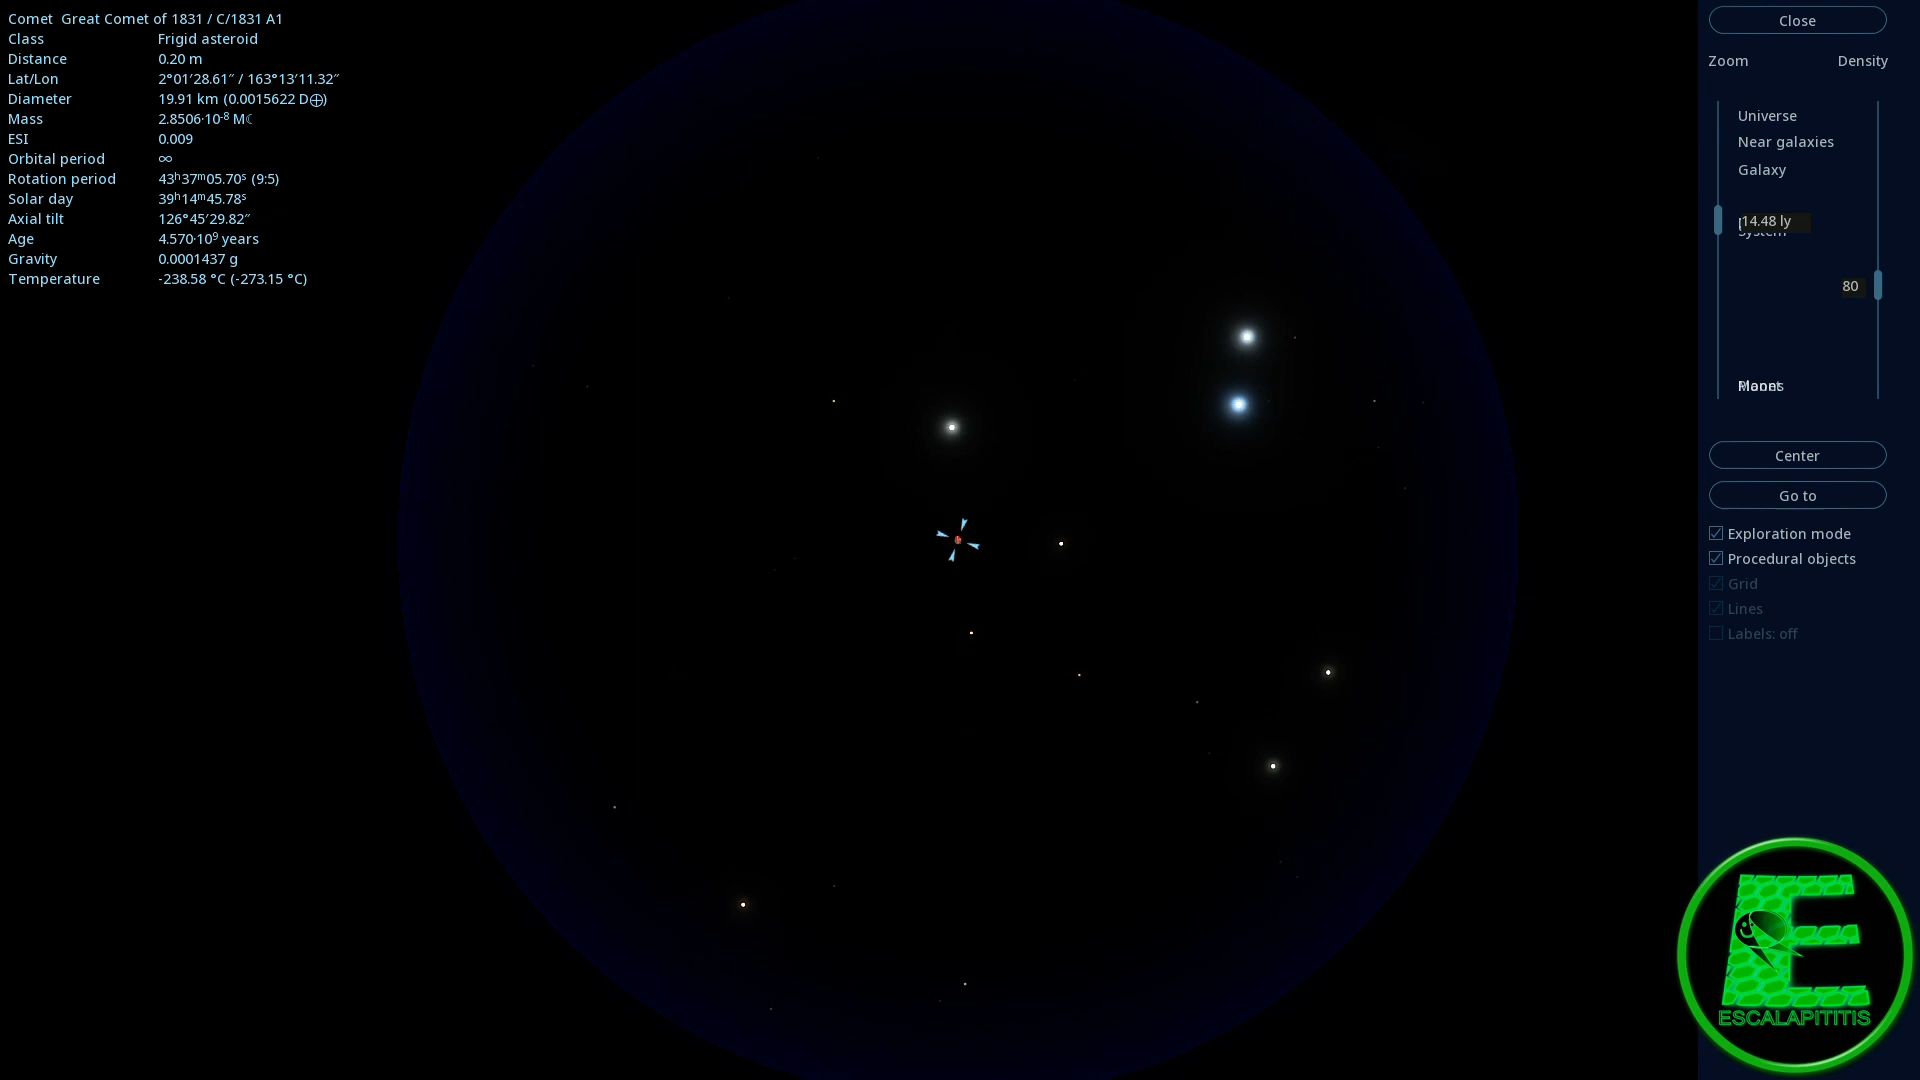 Comet Great Comet of 1831 / C/1831 A1
Class Frigid asteroid
Distance 0.20 m
Lat/Lon 2°01′28.61″ / 163°13′11.32″
Diameter 19.91 km (0.0015622 D⊕)
Mass 2.8506·10⁻⁸ M☾
ESI 0.009
Orbital period ∞
Rotation period 43ʰ37ᵐ05.70ˢ (9:5)
Solar day 39ʰ14ᵐ45.78ˢ
Axial tilt 126°45′29.82″
Age 4.570·10⁹ years
Gravity 0.0001437 g
Temperature -238.58 °C (-273.15 °C)
Close
Zoom Density
Universe
Near galaxies
Galaxy
14.48 ly
System
80
Center
Go to
Exploration mode
Procedural objects
Grid
Lines
Labels: off
E
ESCALAPITITIS